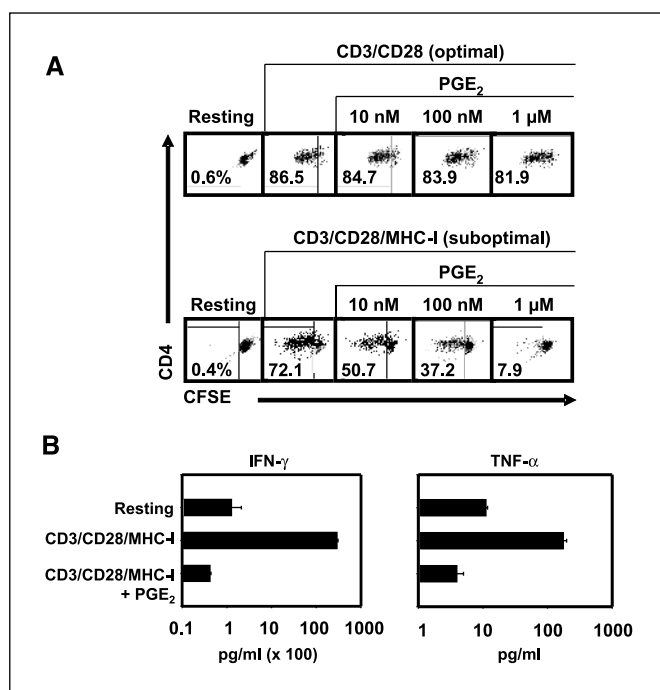 A
CD3/CD28 (optimal)
PGE₂
Resting 10 nM 100 nM 1 µM
0.6% 86.5 84.7 83.9 81.9
CD3/CD28/MHC-I (suboptimal)
PGE₂
Resting 10 nM 100 nM 1 µM
0.4% 72.1 50.7 37.2 7.9
CD4
CFSE
B
IFN-γ TNF-α
Resting
CD3/CD28/MHC-I
CD3/CD28/MHC-I
+ PGE₂
0.1 1 10 100 1000 1 10 100 1000
pg/ml (x 100) pg/ml